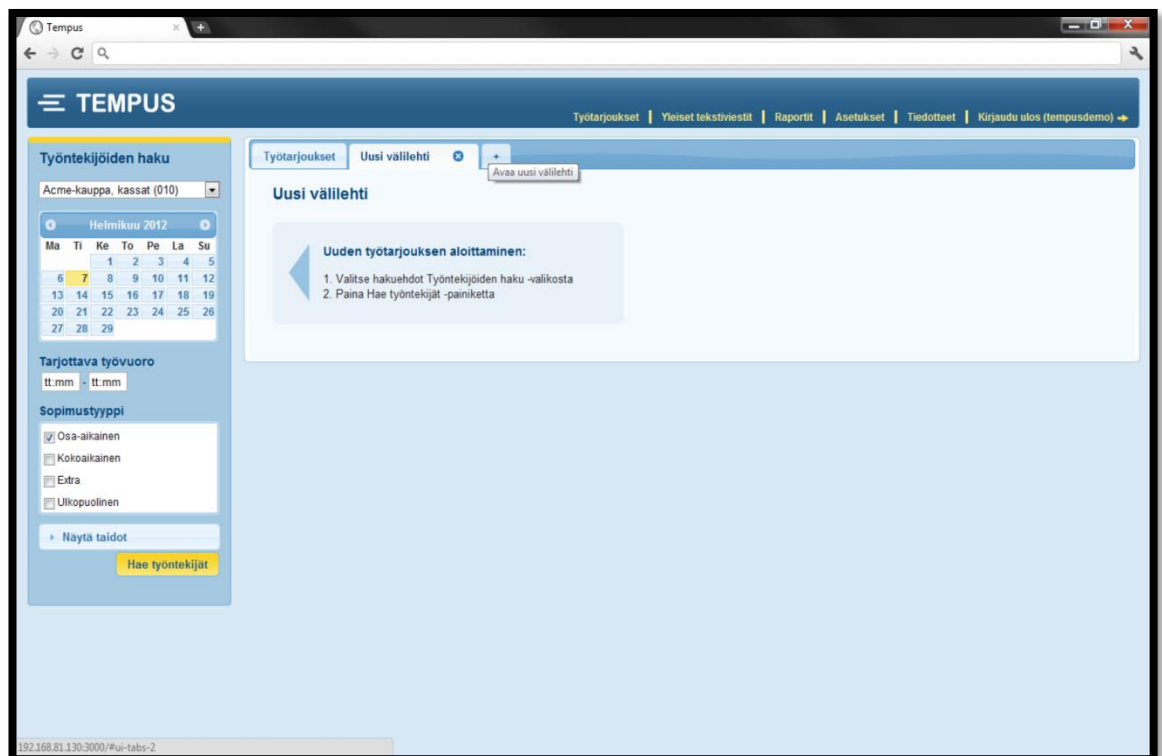 Tempus
TEMPUS
Työtarjoukset | Yleiset tekstiviestit | Raportit | Asetukset | Tiedotteet | Kirjaudu ulos (tempusdemo)
Työntekijöiden haku
Acme-kauppa, kassat (010)
Helmikuu 2012
Ma Ti Ke To Pe La Su
1 2 3 4 5
6 7 8 9 10 11 12
13 14 15 16 17 18 19
20 21 22 23 24 25 26
27 28 29
Tarjottava työvuoro
tt:mm - tt:mm
Sopimustyyppi
Osa-aikainen
Kokoaikainen
Extra
Ulkopuolinen
Näytä taidot
Hae työntekijät
Työtarjoukset Uusi välilehti +
Avaa uusi välilehti
Uusi välilehti
Uuden työtarjouksen aloittaminen:
1. Valitse hakuehdot Työntekijöiden haku -valikosta
2. Paina Hae työntekijät -painiketta
192.168.81.130:3000/#ui-tabs-2